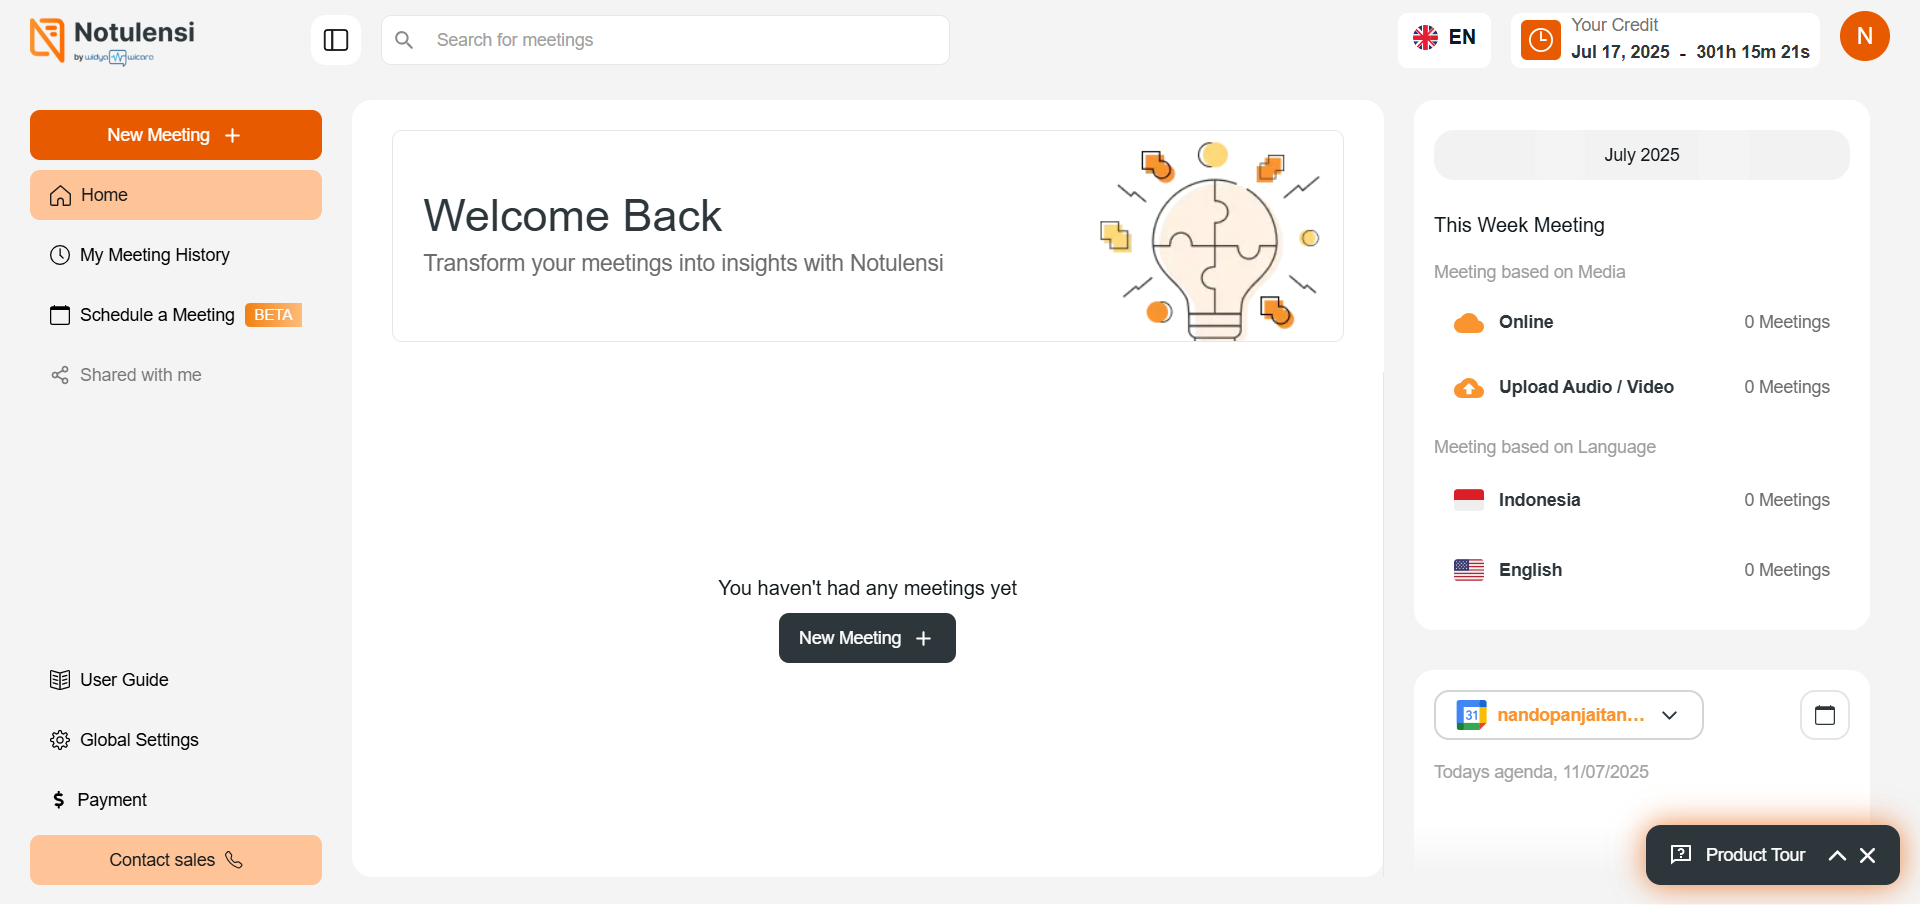 Notulensi
by widya wicara
Search for meetings
EN
Your Credit
Jul 17, 2025 - 301h 15m 21s
N
New Meeting +
Home
My Meeting History
Schedule a Meeting BETA
Shared with me
User Guide
Global Settings
$ Payment
Contact sales
Welcome Back
Transform your meetings into insights with Notulensi
You haven't had any meetings yet
New Meeting +
July 2025
This Week Meeting
Meeting based on Media
Online 0 Meetings
Upload Audio / Video 0 Meetings
Meeting based on Language
Indonesia 0 Meetings
English 0 Meetings
31 nandopanjaitan...
Todays agenda, 11/07/2025
? Product Tour